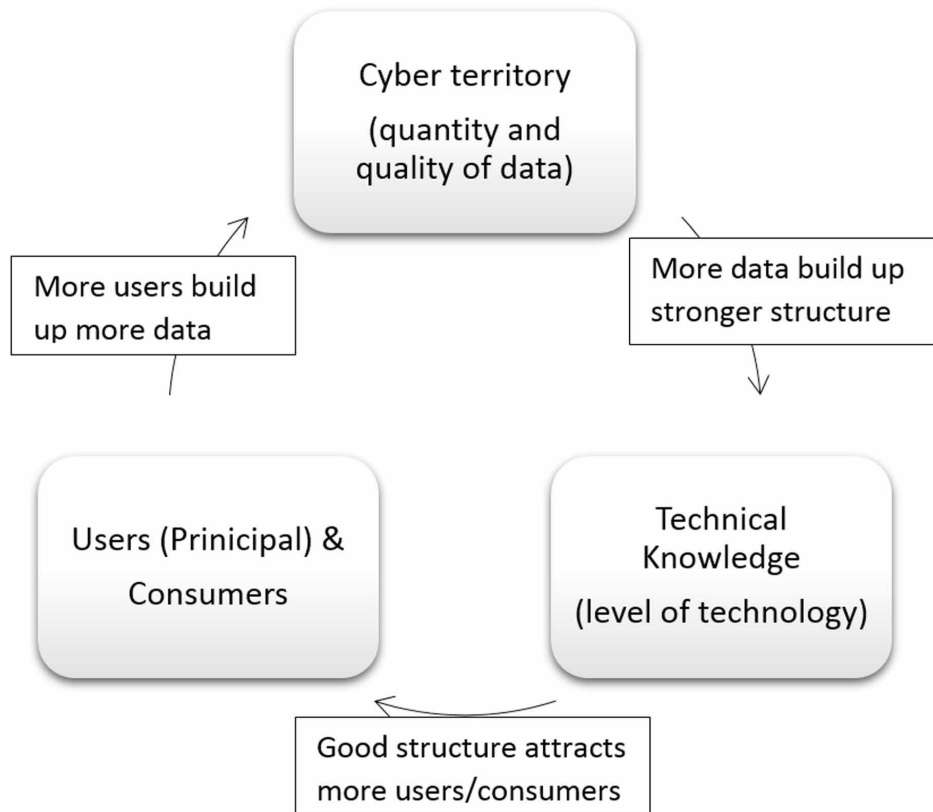 Cyber territory
(quantity and
quality of data)
More users build
up more data
More data build up
stronger structure
Users (Prinicipal) &
Consumers
Technical
Knowledge
(level of technology)
Good structure attracts
more users/consumers